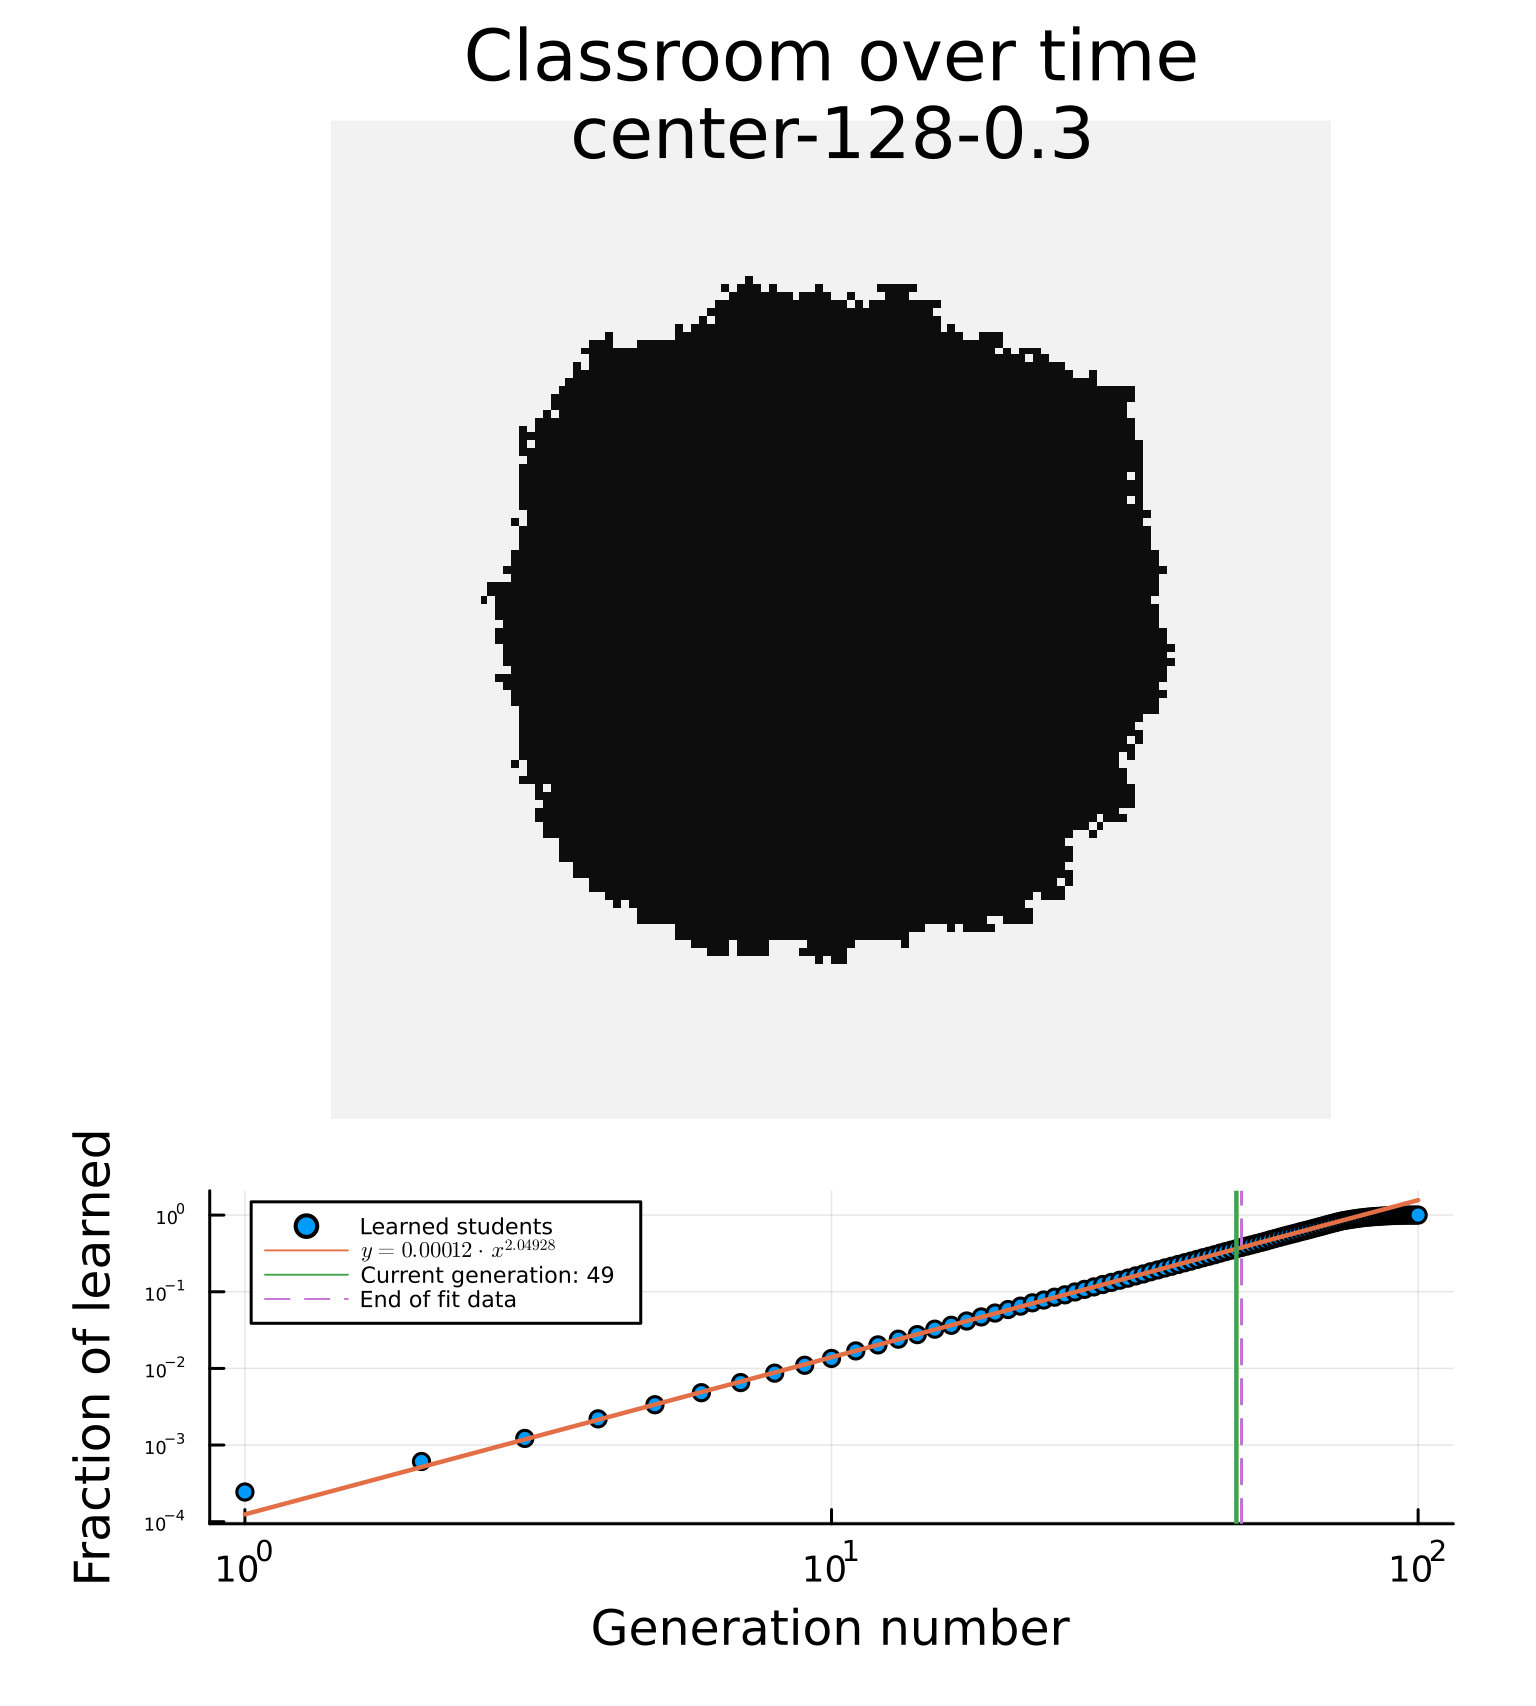 Classroom over time
center-128-0.3
Fraction of learned
10^0
10^-1
10^-2
10^-3
10^-4
Learned students
y = 0.00012 · x^2.04928
Current generation: 49
End of fit data
10^0 10^1 10^2
Generation number